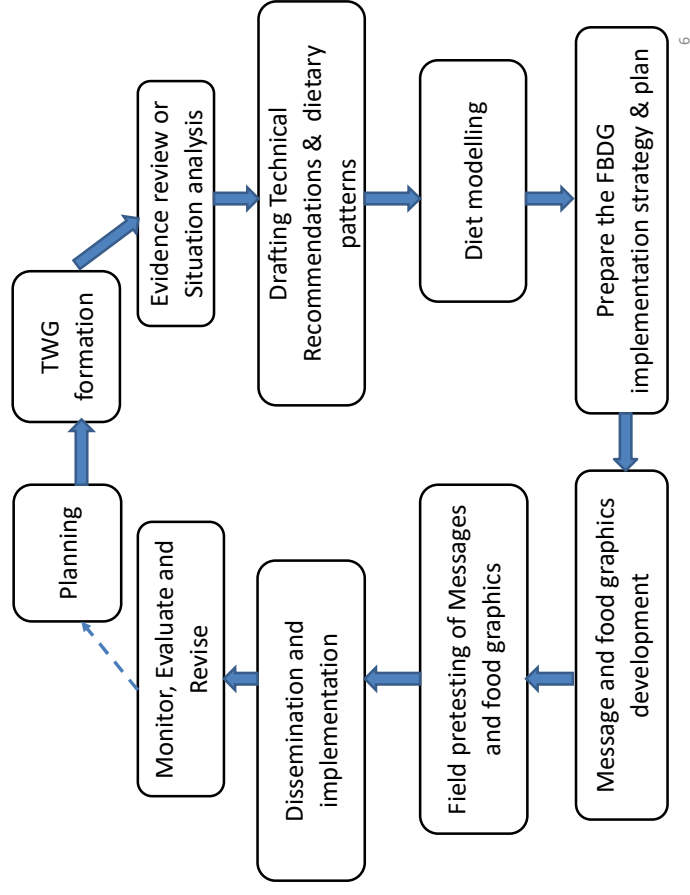 Planning
TWG
formation
Evidence review or
Situation analysis
Drafting Technical
Recommendations & dietary
patterns
Diet modelling
Prepare the FBDG
implementation strategy & plan
Message and food graphics
development
Field pretesting of Messages
and food graphics
Dissemination and
implementation
Monitor, Evaluate and
Revise
6